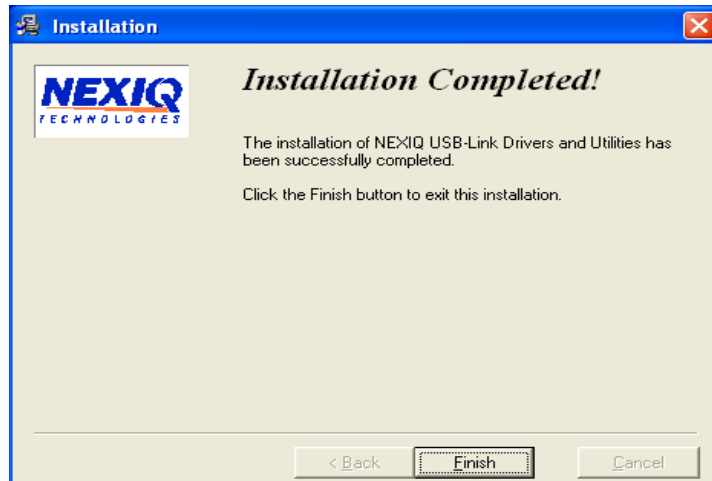 Installation
NEXIQ
TECHNOLOGIES
Installation Completed!
The installation of NEXIQ USB-Link Drivers and Utilities has
been successfully completed.
Click the Finish button to exit this installation.
< Back
Finish
Cancel